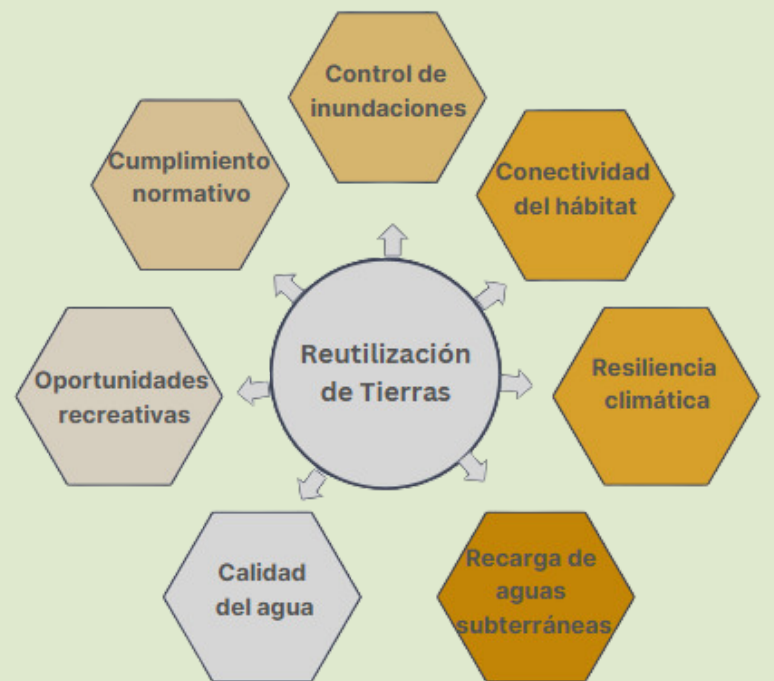 Control de
inundaciones
Conectividad
del hábitat
Resiliencia
climática
Recarga de
aguas
subterráneas
Calidad
del agua
Oportunidades
recreativas
Cumplimiento
normativo
Reutilización
de Tierras